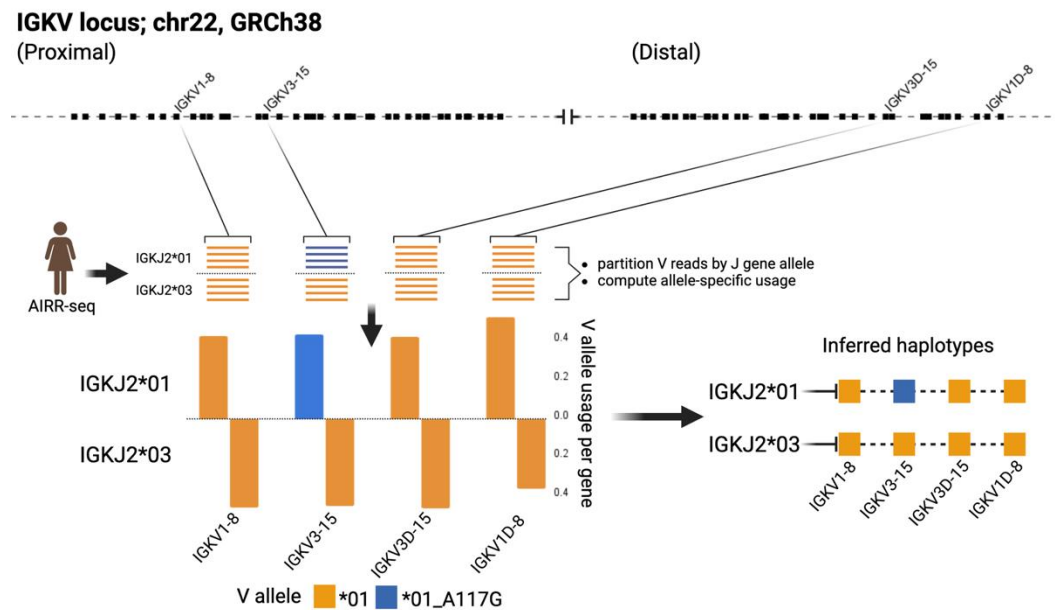 IGKV locus; chr22, GRCh38
(Proximal)
(Distal)
IGKV1-8
IGKV3-15
IGKV3D-15
IGKV1D-8
IGKJ2*01
IGKJ2*03
AIRR-seq
• partition V reads by J gene allele
• compute allele-specific usage
IGKJ2*01
IGKJ2*03
0.4
0.2
0.0
0.2
0.4
V allele usage per gene
IGKV1-8
IGKV3-15
IGKV3D-15
IGKV1D-8
V allele *01 *01_A117G
Inferred haplotypes
IGKJ2*01
IGKJ2*03
IGKV1-8
IGKV3-15
IGKV3D-15
IGKV1D-8